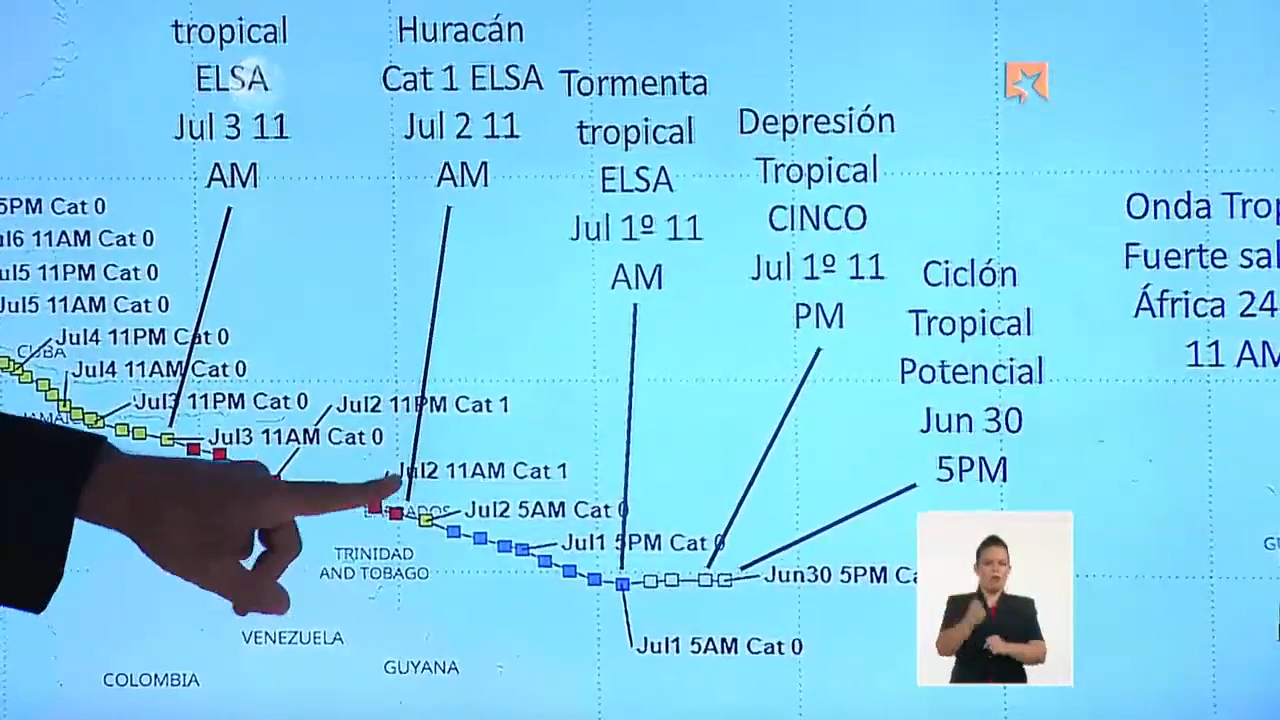 tropical
ELSA
Jul 3 11
AM
Huracán
Cat 1 ELSA
Jul 2 11
AM
Tormenta
tropical
ELSA
Jul 1º 11
AM
Depresión
Tropical
CINCO
Jul 1º 11
PM
Ciclón
Tropical
Potencial
Jun 30
5PM
Onda Trop
Fuerte sal
África 24
11 AM
5PM Cat 0
ul6 11AM Cat 0
ul5 11PM Cat 0
Jul5 11AM Cat 0
Jul4 11PM Cat 0
CUBA
Jul4 11AM Cat 0
Jul3 11PM Cat 0
Jul2 11PM Cat 1
Jul3 11AM Cat 0
Jul2 11AM Cat 1
Jul2 5AM Cat 0
Jul1 5PM Cat 0
TRINIDAD
AND TOBAGO
Jun30 5PM Ca
Jul1 5AM Cat 0
VENEZUELA
GUYANA
COLOMBIA